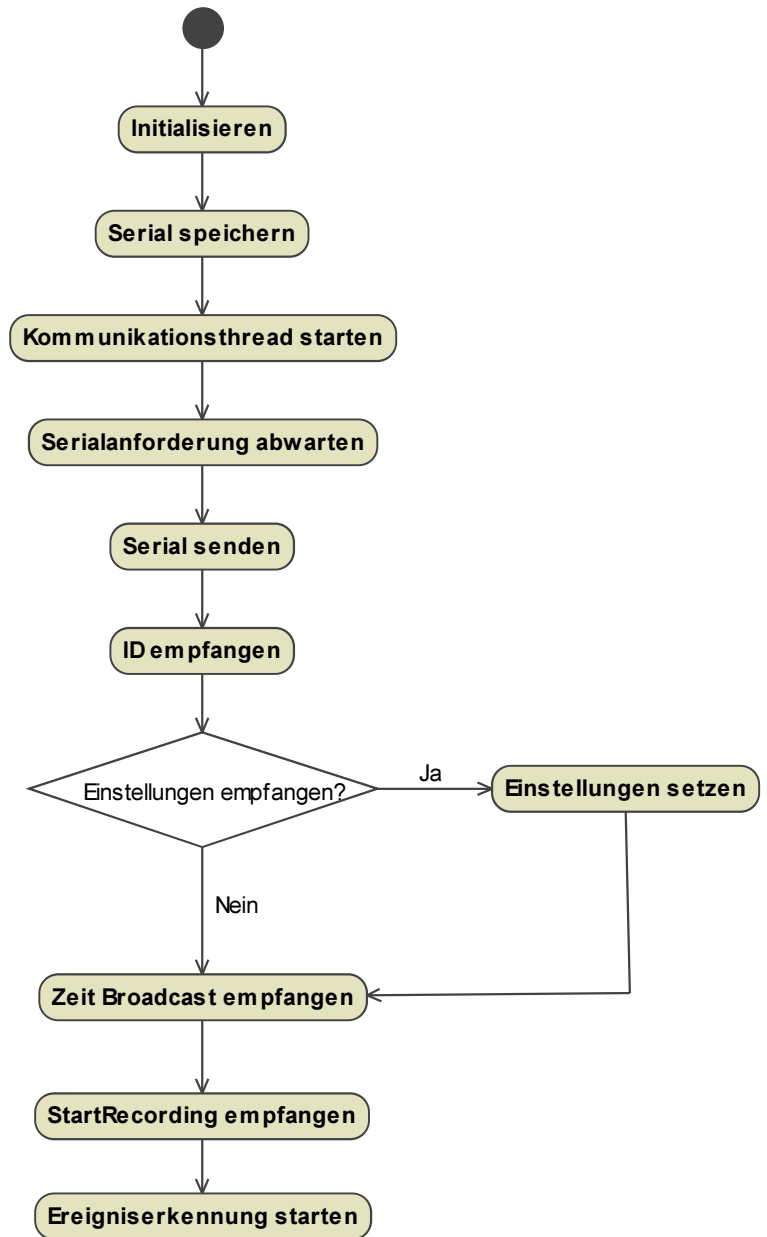 Initialisieren
Serial speichern
Kommunikationsthread starten
Serialanforderung abwarten
Serial senden
ID empfangen
Einstellungen empfangen?
Ja
Einstellungen setzen
Nein
Zeit Broadcast empfangen
StartRecording empfangen
Ereigniserkennung starten